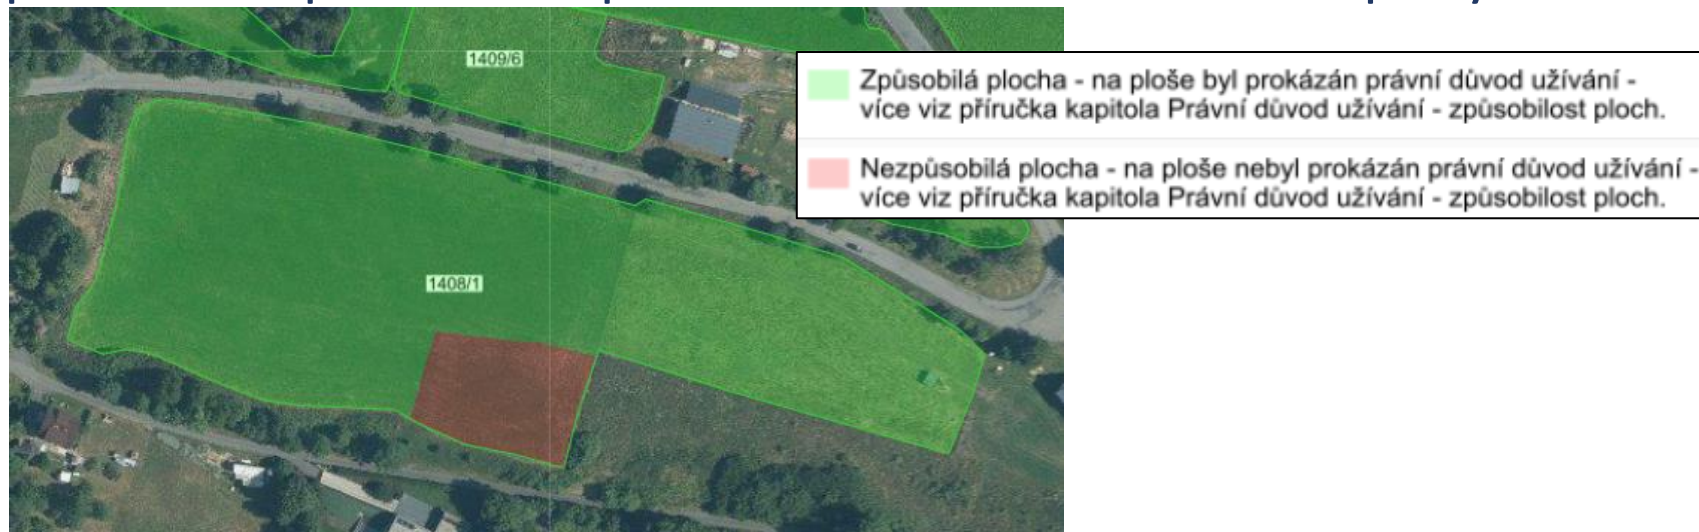 1409/6
Způsobilá plocha - na ploše byl prokázán právní důvod užívání -
více viz příručka kapitola Právní důvod užívání - způsobilost ploch.
Nezpůsobilá plocha - na ploše nebyl prokázán právní důvod užívání -
více viz příručka kapitola Právní důvod užívání - způsobilost ploch.
1408/1